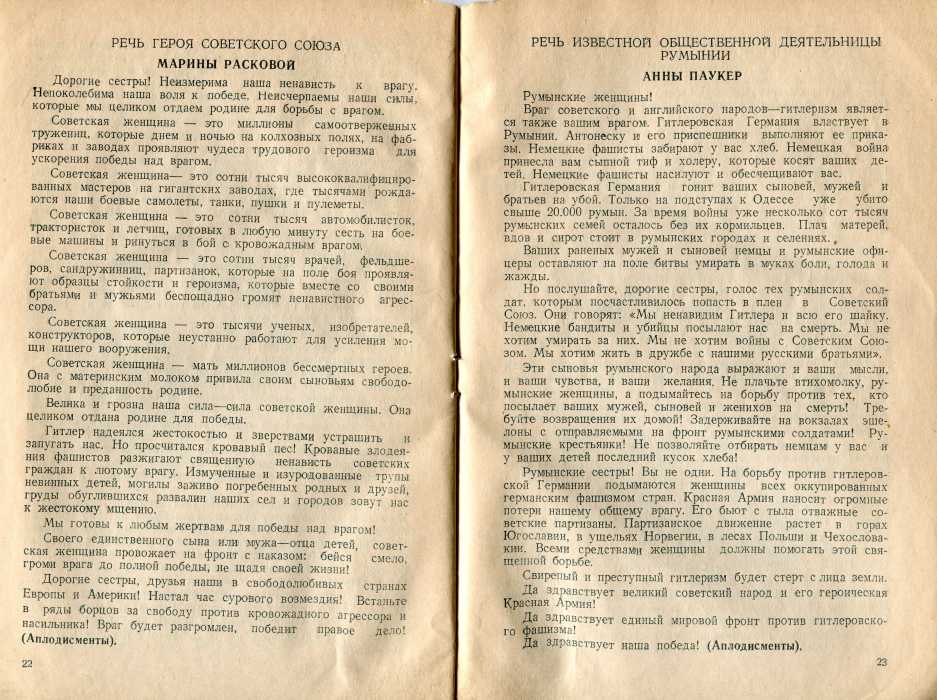 РЕЧЬ ГЕРОЯ СОВЕТСКОГО СОЮЗА
МАРИНЫ РАСКОВОЙ
Дорогие сестры! Неизмерима наша ненависть к врагу.
Непоколебима наша воля к победе. Неисчерпаемы наши силы,
которые мы целиком отдаем родине для борьбы с врагом.
Советская женщина — это миллионы самоотверженных
тружениц, которые днем и ночью на колхозных полях, на фаб-
риках и заводах проявляют чудеса трудового героизма для
ускорения победы над врагом.
Советская женщина— это сотни тысяч высококвалифициро-
ванных мастеров на гигантских заводах, где тысячами рожда-
ются наши боевые самолеты, танки, пушки и пулеметы.
Советская женщина — это сотни тысяч автомобилисток,
трактористок и летчиц, готовых в любую минуту сесть на бое-
вые машины и ринуться в бой с кровожадным врагом.
Советская женщина — это сотни тысяч врачей, фельдше-
ров, сандружинниц, партизанок, которые на поле боя проявля-
ют образцы стойкости и героизма, которые вместе со своими
братьями и мужьями беспощадно громят ненавистного агрес-
сора.
Советская женщина — это тысячи ученых, изобретателей,
конструкторов, которые неустанно работают для усиления мо-
щи нашего вооружения.
Советская женщина — мать миллионов бессмертных героев.
Она с материнским молоком привила своим сыновьям свободо-
любие и преданность родине.
Велика и грозна наша сила—сила советской женщины. Она
целиком отдана родине для победы.
Гитлер надеялся жестокостью и зверствами устрашить и
запугать нас. Но просчитался кровавый пес! Кровавые злодея-
ния фашистов разжигают священную ненависть советских
граждан к лютому врагу. Измученные и изуродованные трупы
невинных детей, могилы заживо погребенных родных и друзей,
груды обуглившихся развалин наших сел и городов зовут нас
к жестокому мщению.
Мы готовы к любым жертвам для победы над врагом!
Своего единственного сына или мужа—отца детей, совет-
ская женщина провожает на фронт с наказом: бейся смело,
громи врага до полной победы, не щадя своей жизни!
Дорогие сестры, друзья наши в свободолюбивых странах
Европы и Америки! Настал час сурового возмездия! Встаньте
в ряды борцов за свободу против кровожадного агрессора и
насильника! Враг будет разгромлен, победит правое дело!
(Аплодисменты).
22
РЕЧЬ ИЗВЕСТНОЙ ОБЩЕСТВЕННОЙ ДЕЯТЕЛЬНИЦЫ
РУМЫНИИ
АННЫ ПАУКЕР
Румынские женщины!
Враг советского и английского народов—гитлеризм являет-
ся также вашим врагом. Гитлеровская Германия властвует в
Румынии. Антонеску и его приспешники выполняют ее прика-
зы. Немецкие фашисты забирают у вас хлеб. Немецкая война
принесла вам сыпной тиф и холеру, которые косят ваших де-
тей. Немецкие фашисты насилуют и обесчещивают вас.
Гитлеровская Германия гонит ваших сыновей, мужей и
братьев на убой. Только на подступах к Одессе уже убито
свыше 20.000 румын. За время войны уже несколько сот тысяч
румынских семей осталось без их кормильцев. Плач матерей,
вдов и сирот стоит в румынских городах и селениях.
Ваших раненых мужей и сыновей немцы и румынские офи-
церы оставляют на поле битвы умирать в муках боли, голода и
жажды.
Но послушайте, дорогие сестры, голос тех румынских сол-
дат, которым посчастливилось попасть в плен в Советский
Союз. Они говорят: «Мы ненавидим Гитлера и всю его шайку.
Немецкие бандиты и убийцы посылают нас на смерть. Мы не
хотим умирать за них. Мы не хотим войны с Советским Сою-
зом. Мы хотим жить в дружбе с нашими русскими братьями».
Эти сыновья румынского народа выражают и ваши мысли,
и ваши чувства, и ваши желания. Не плачьте втихомолку, ру-
мынские женщины, а подымайтесь на борьбу против тех, кто
посылает ваших мужей, сыновей и женихов на смерть! Тре-
буйте возвращения их домой! Задерживайте на вокзалах эше-
лоны с отправляемыми на фронт румынскими солдатами! Ру-
мынские крестьянки! Не позволяйте отбирать немцам у вас и
у ваших детей последний кусок хлеба!
Румынские сестры! Вы не одни. На борьбу против гитлеров-
ской Германии подымаются женщины всех оккупированных
германским фашизмом стран. Красная Армия наносит огромные
потери нашему общему врагу. Его бьют с тыла отважные со-
ветские партизаны. Партизанское движение растет в горах
Югославии, в ущельях Норвегии, в лесах Польши и Чехослова-
кии. Всеми средствами женщины должны помогать этой свя-
щенной борьбе.
Свирепый и преступный гитлеризм будет стерт с лица земли.
Да здравствует великий советский народ и его героическая
Красная Армия!
Да здравствует единый мировой фронт против гитлеровско-
го фашизма!
Да здравствует наша победа! (Аплодисменты).
23